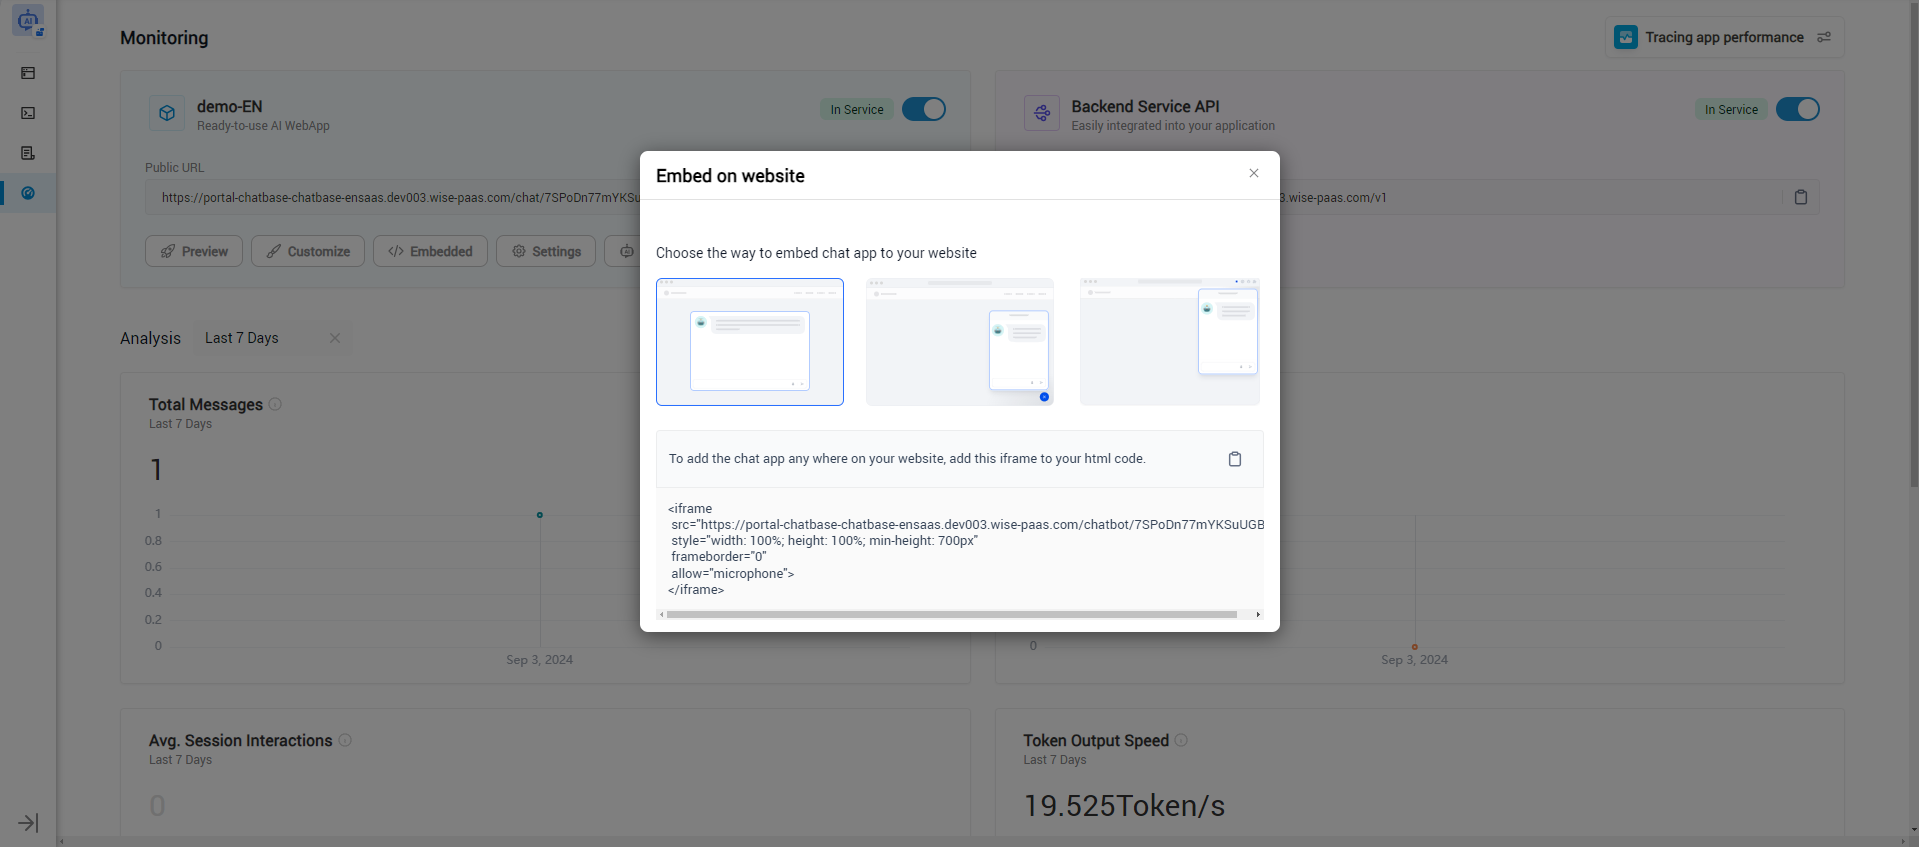 Monitoring
Tracing app performance
demo-EN
Ready-to-use AI WebApp
In Service
Backend Service API
Easily integrated into your application
In Service
Public URL
https://portal-chatbase-chatbase-ensaas.dev003.wise-paas.com/chat/7SPoDn77mYKSu
.wise-paas.com/v1
Preview
Customize
Embedded
Settings
Embed on website
Choose the way to embed chat app to your website
To add the chat app any where on your website, add this iframe to your html code.
<iframe
src="https://portal-chatbase-chatbase-ensaas.dev003.wise-paas.com/chatbot/7SPoDn77mYKSuUGB
style="width: 100%; height: 100%; min-height: 700px"
frameborder="0"
allow="microphone">
</iframe>
Analysis
Last 7 Days
Total Messages
Last 7 Days
1
1
0.8
0.6
0.4
0.2
0
Sep 3, 2024
0
Sep 3, 2024
Avg. Session Interactions
Last 7 Days
0
Token Output Speed
Last 7 Days
19.525Token/s